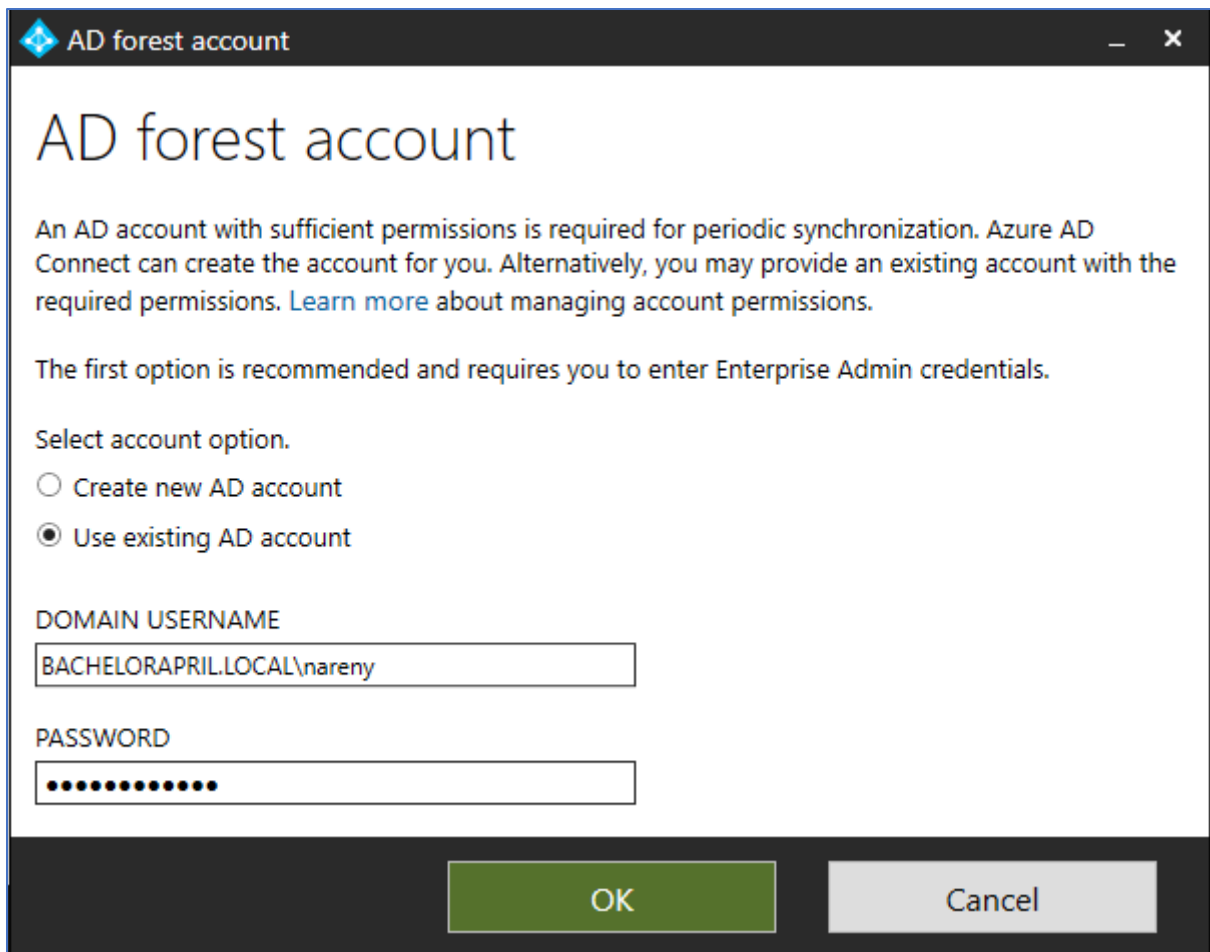 AD forest account
AD forest account
An AD account with sufficient permissions is required for periodic synchronization. Azure AD
Connect can create the account for you. Alternatively, you may provide an existing account with the
required permissions. Learn more about managing account permissions.
The first option is recommended and requires you to enter Enterprise Admin credentials.
Select account option.
Create new AD account
Use existing AD account
DOMAIN USERNAME
BACHELORAPRIL.LOCAL\nareny
PASSWORD
●●●●●●●●●●●●
OK Cancel